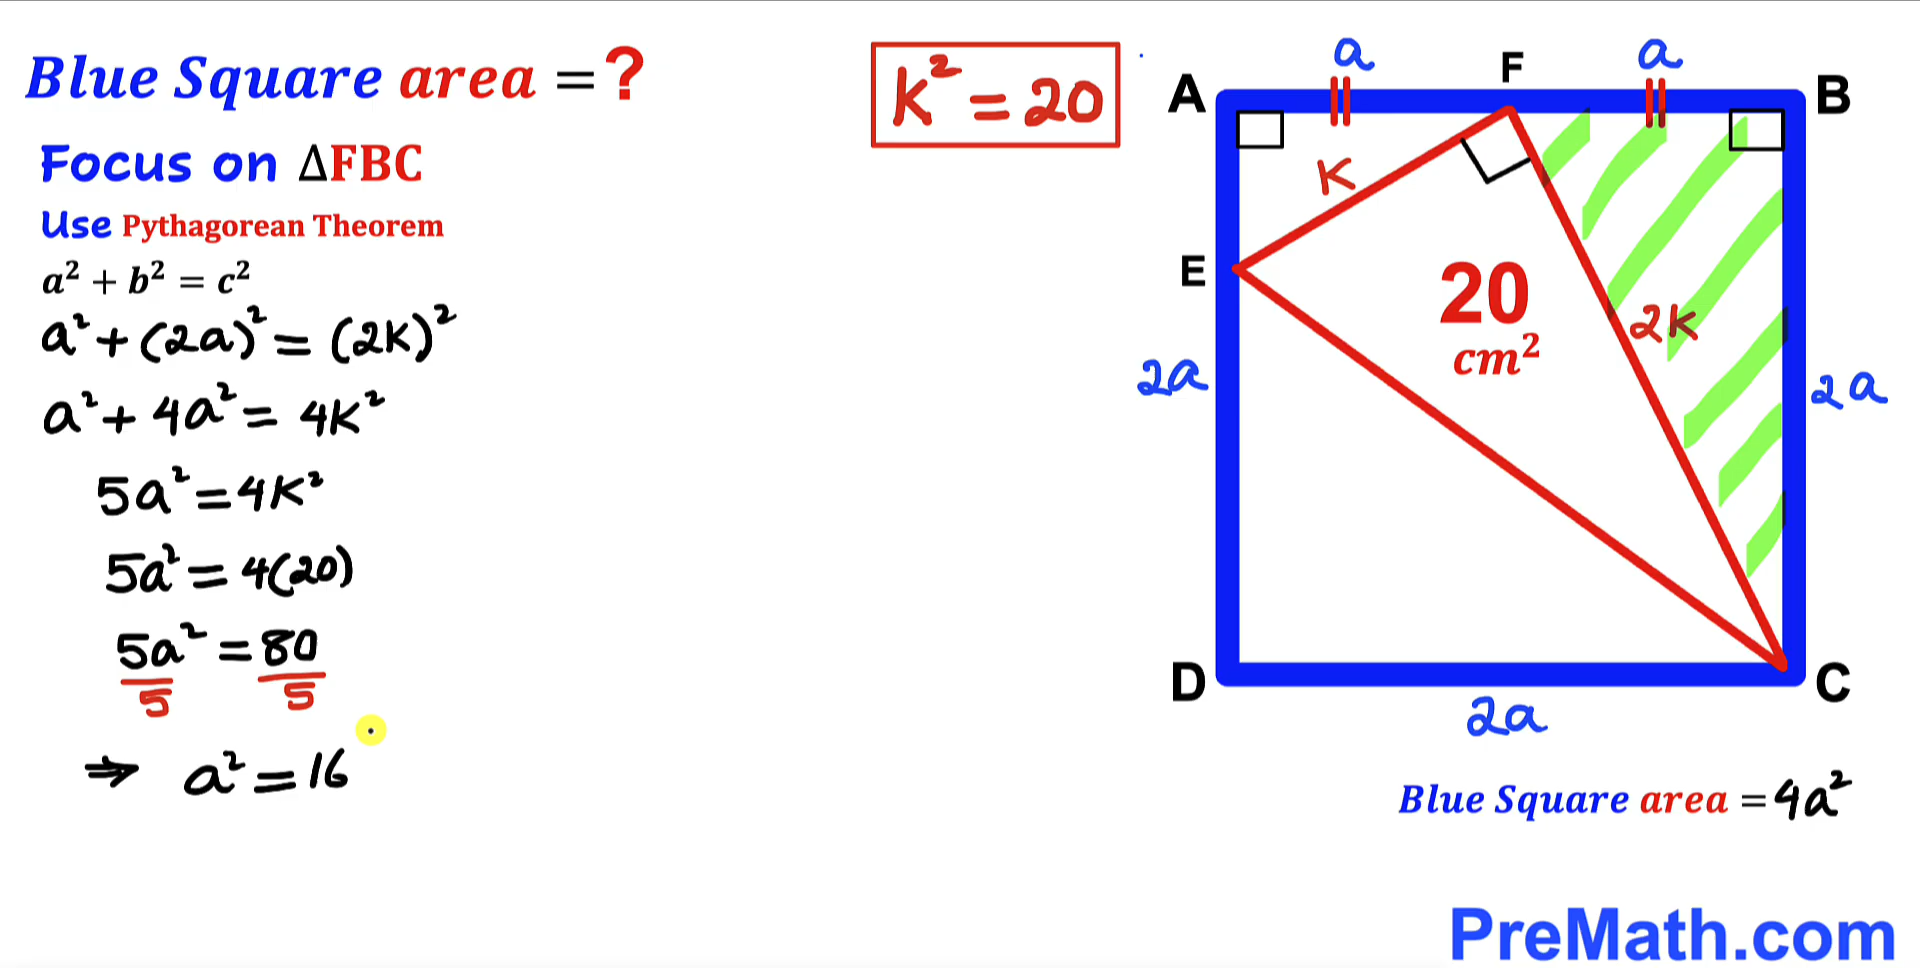 Blue Square area = ?
Focus on ΔFBC
Use Pythagorean Theorem
a² + b² = c²
a² + (2a)² = (2k)²
a² + 4a² = 4k²
5a² = 4k²
5a² = 4(20)
5a² = 80
5 5
⇒ a² = 16
k² = 20
a a
A F B
k
E
20
cm²
2k
2a 2a
D C
2a
Blue Square area = 4a²
PreMath.com